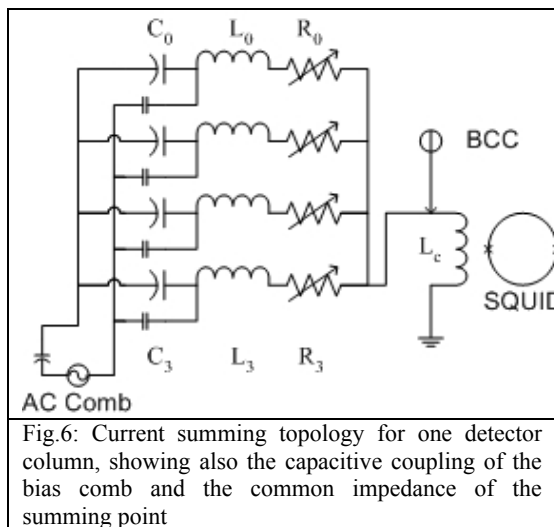 C0 L0 R0
BCC
Lc
SQUID
C3 L3 R3
AC Comb
Fig.6: Current summing topology for one detector
column, showing also the capacitive coupling of the
bias comb and the common impedance of the
summing point